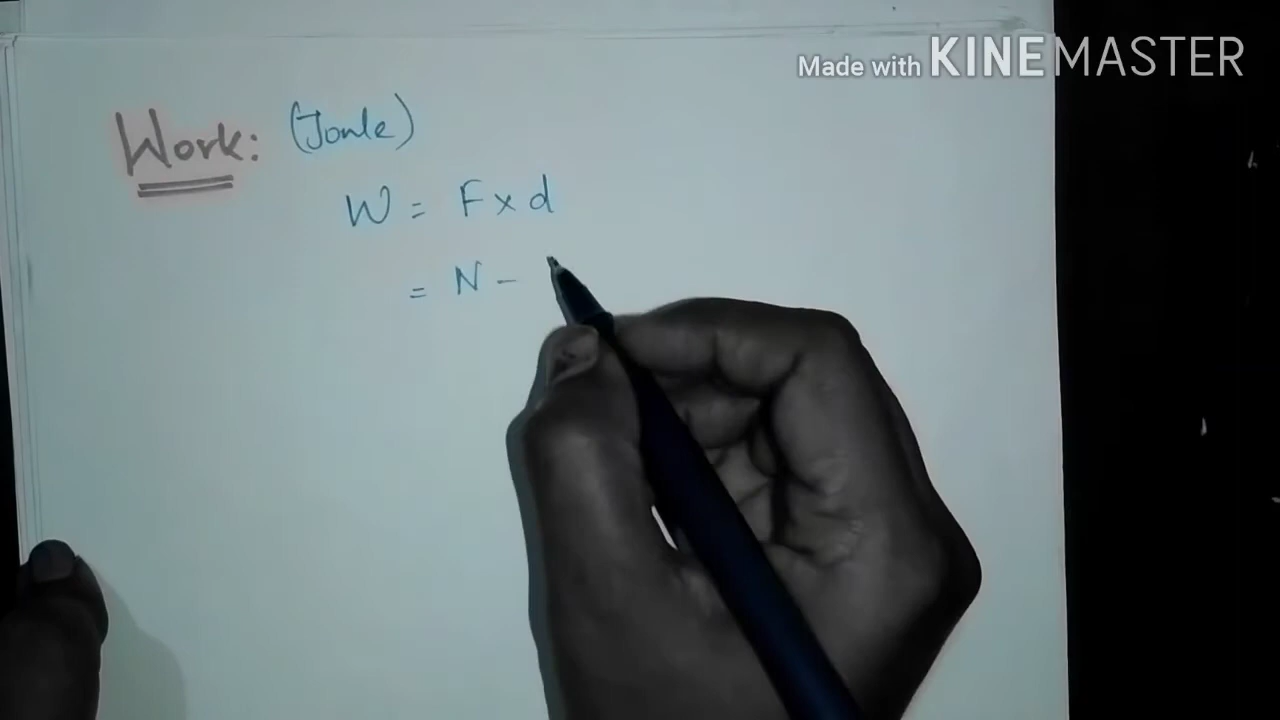 Made with KINEMASTER
Work: (Joule)
W = F x d
= N -